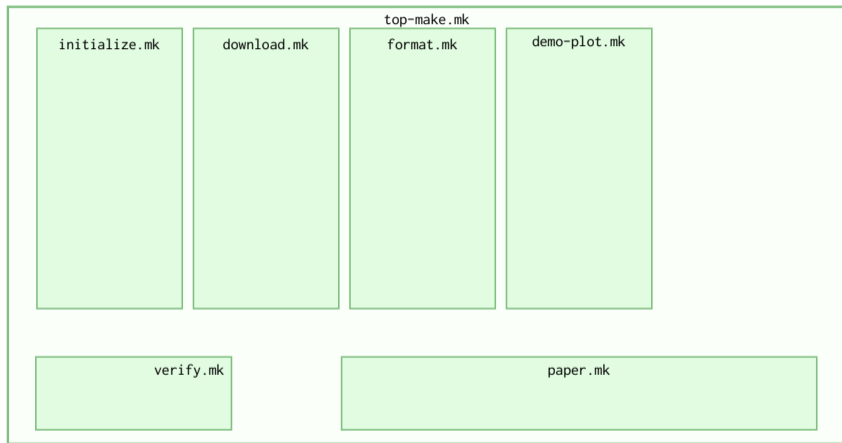 top-make.mk
initialize.mk
download.mk
format.mk
demo-plot.mk
verify.mk
paper.mk